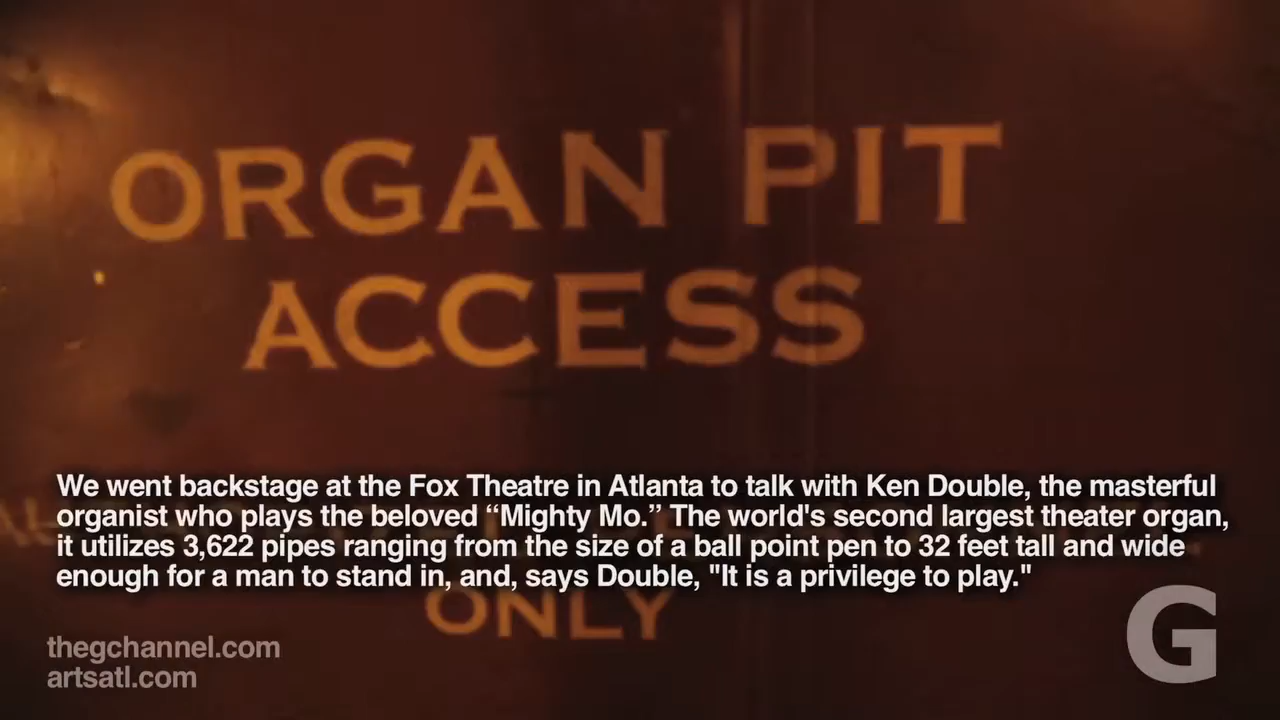 ORGAN PIT
ACCESS
We went backstage at the Fox Theatre in Atlanta to talk with Ken Double, the masterful
organist who plays the beloved “Mighty Mo.” The world's second largest theater organ,
it utilizes 3,622 pipes ranging from the size of a ball point pen to 32 feet tall and wide
enough for a man to stand in, and, says Double, "It is a privilege to play."
ONLY
thegchannel.com
artsatl.com
G